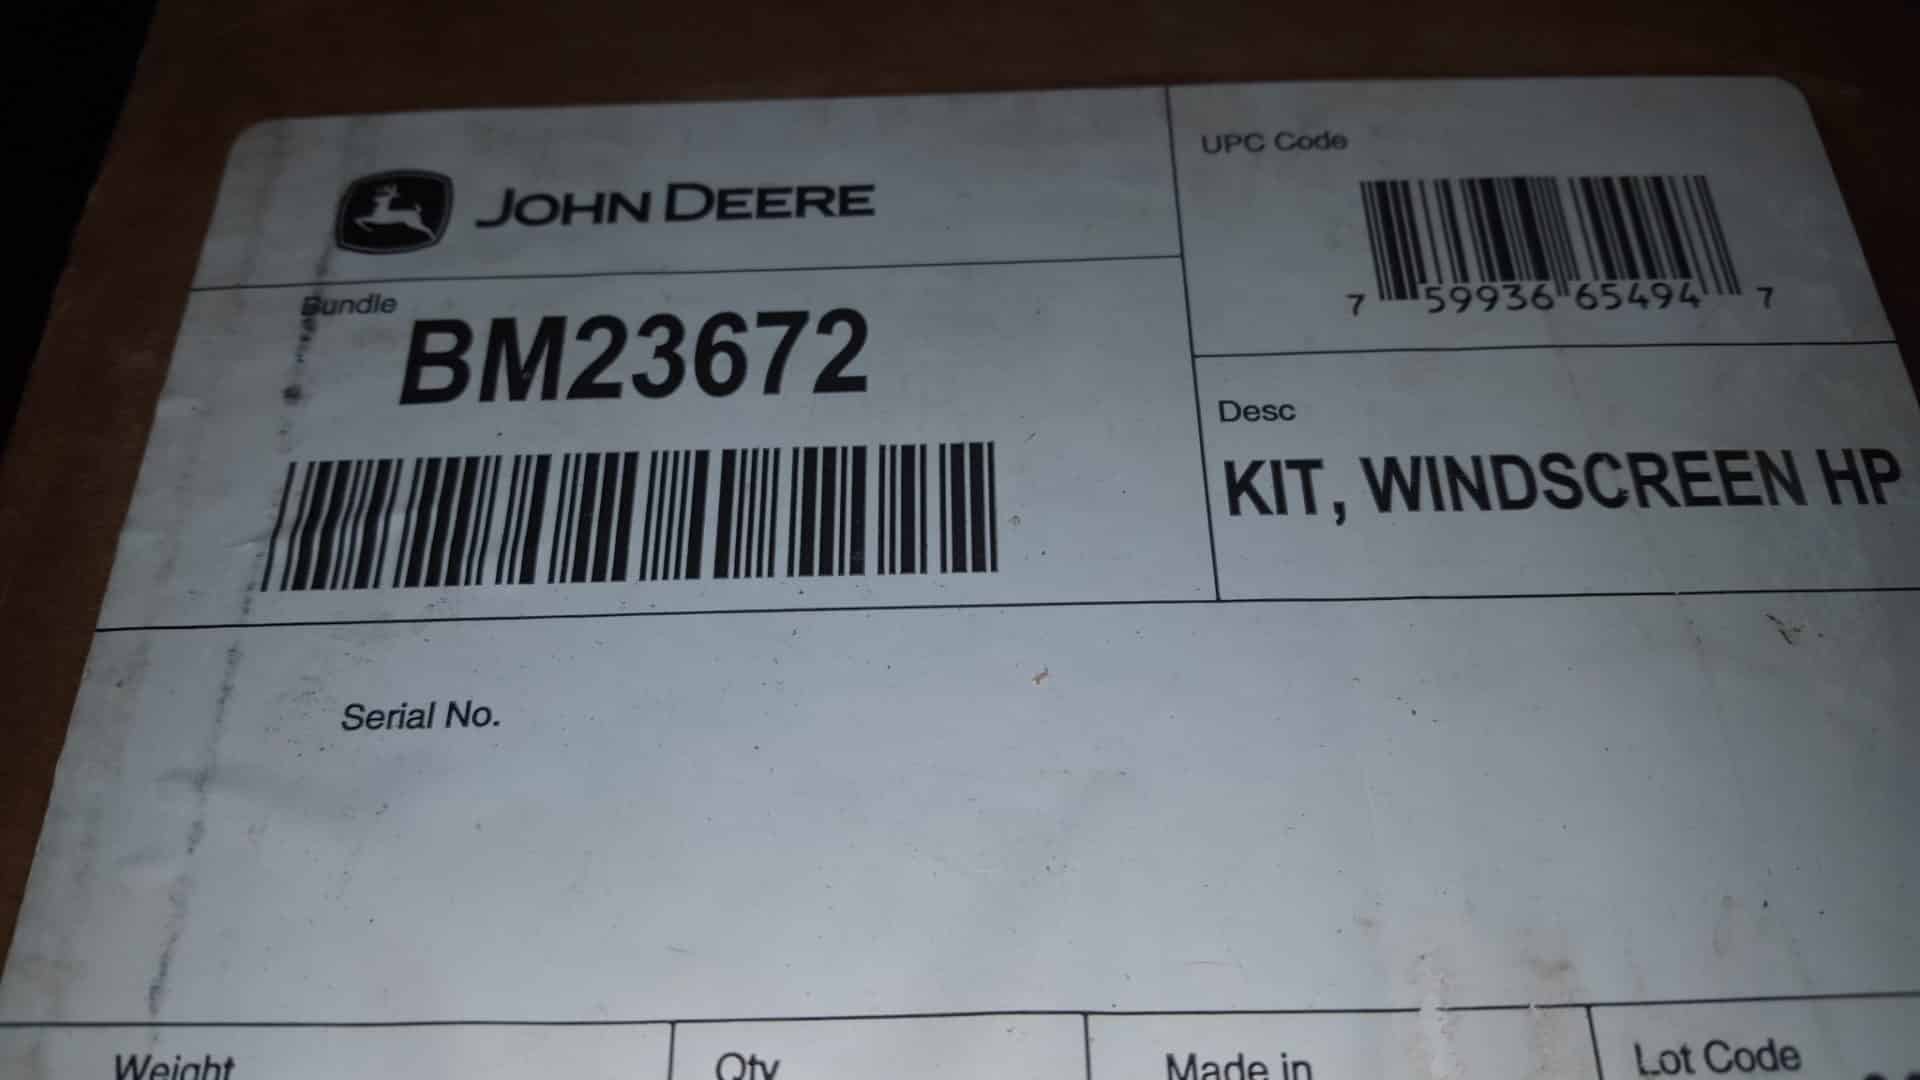 JOHN DEERE
UPC Code
7 59936 65494 7
Bundle
BM23672
Desc
KIT, WINDSCREEN HP
Serial No.
Weight
Qty
Made in
Lot Code